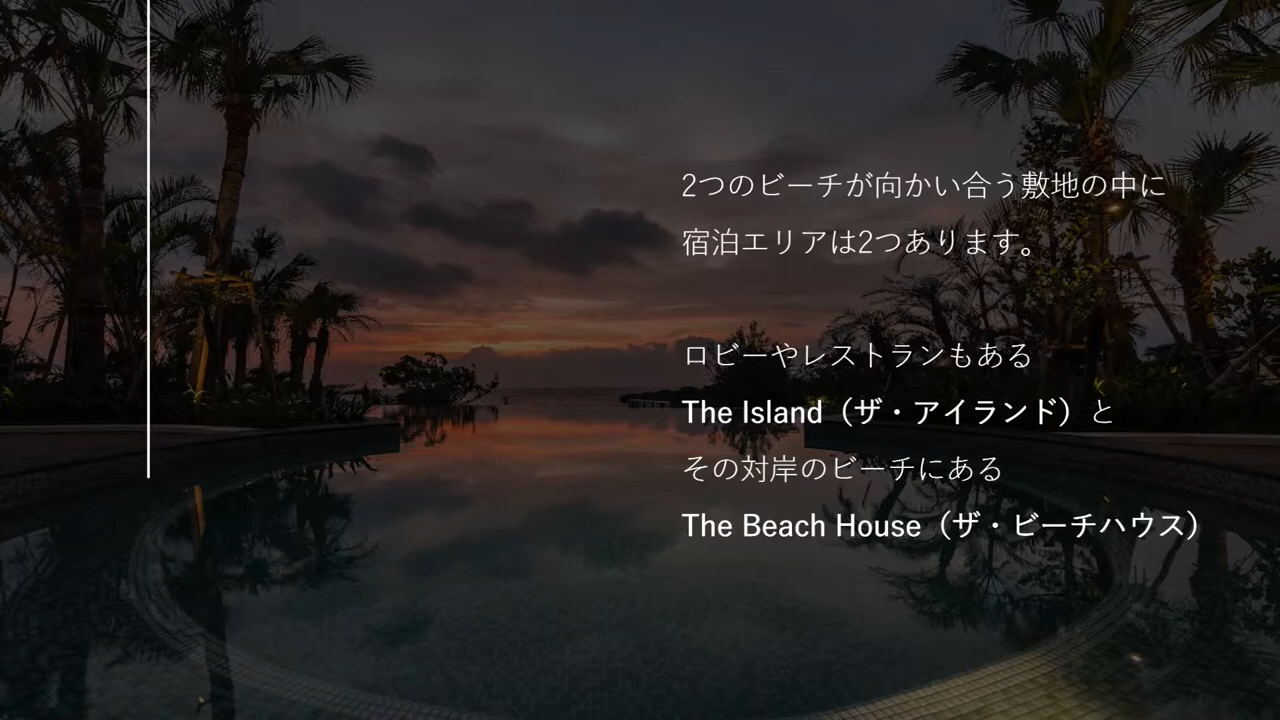 2つのビーチが向かい合う敷地の中に
宿泊エリアは2つあります。
ロビーやレストランもある
The Island（ザ・アイランド）と
その対岸のビーチにある
The Beach House（ザ・ビーチハウス）